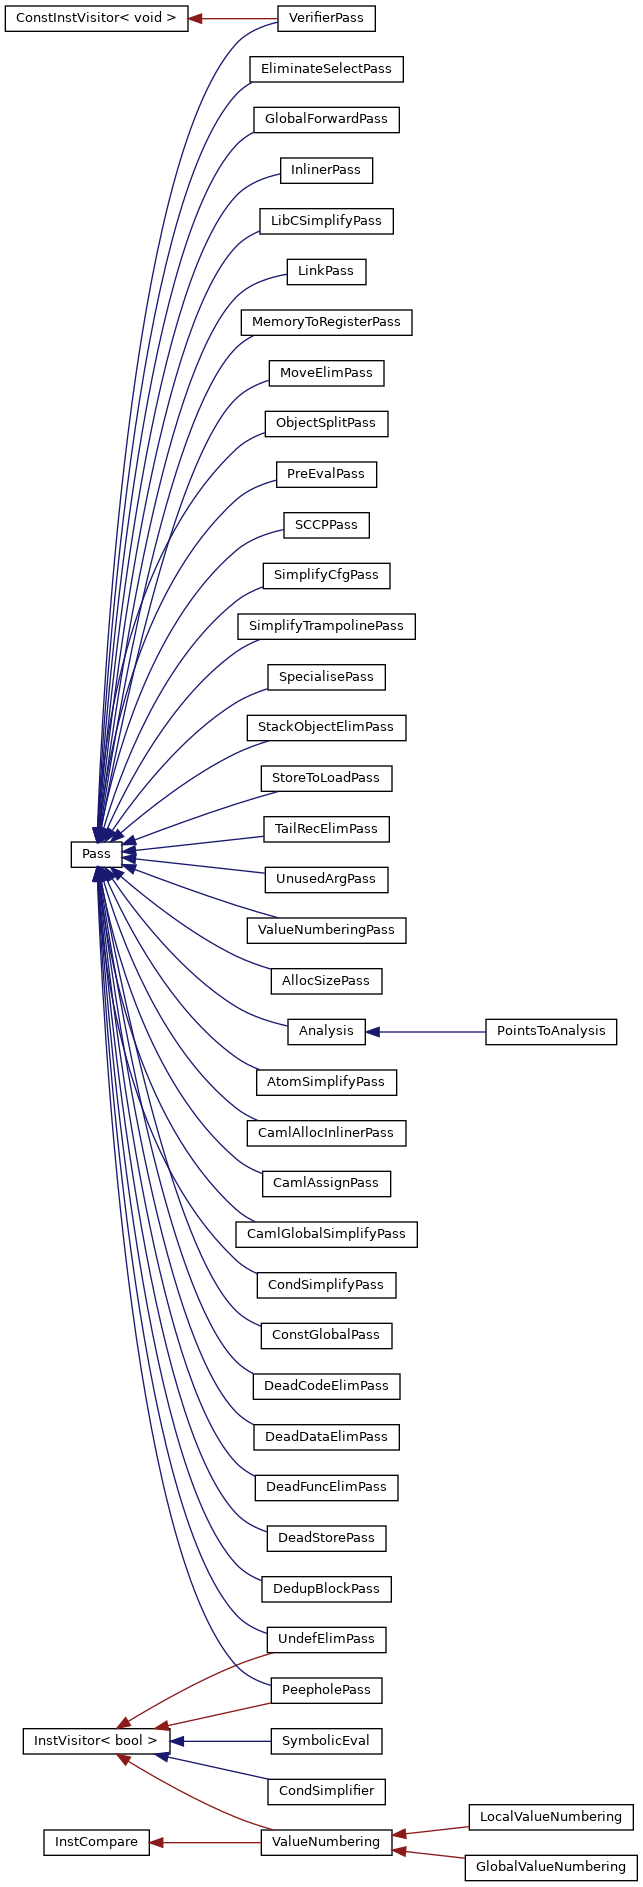 ConstInstVisitor< void >
VerifierPass
EliminateSelectPass
GlobalForwardPass
InlinerPass
LibCSimplifyPass
LinkPass
MemoryToRegisterPass
MoveElimPass
ObjectSplitPass
PreEvalPass
SCCPPass
SimplifyCfgPass
SimplifyTrampolinePass
SpecialisePass
StackObjectElimPass
StoreToLoadPass
TailRecElimPass
Pass
UnusedArgPass
ValueNumberingPass
AllocSizePass
Analysis
PointsToAnalysis
AtomSimplifyPass
CamlAllocInlinerPass
CamlAssignPass
CamlGlobalSimplifyPass
CondSimplifyPass
ConstGlobalPass
DeadCodeElimPass
DeadDataElimPass
DeadFuncElimPass
DeadStorePass
DedupBlockPass
UndefElimPass
PeepholePass
InstVisitor< bool >
SymbolicEval
CondSimplifier
LocalValueNumbering
InstCompare
ValueNumbering
GlobalValueNumbering